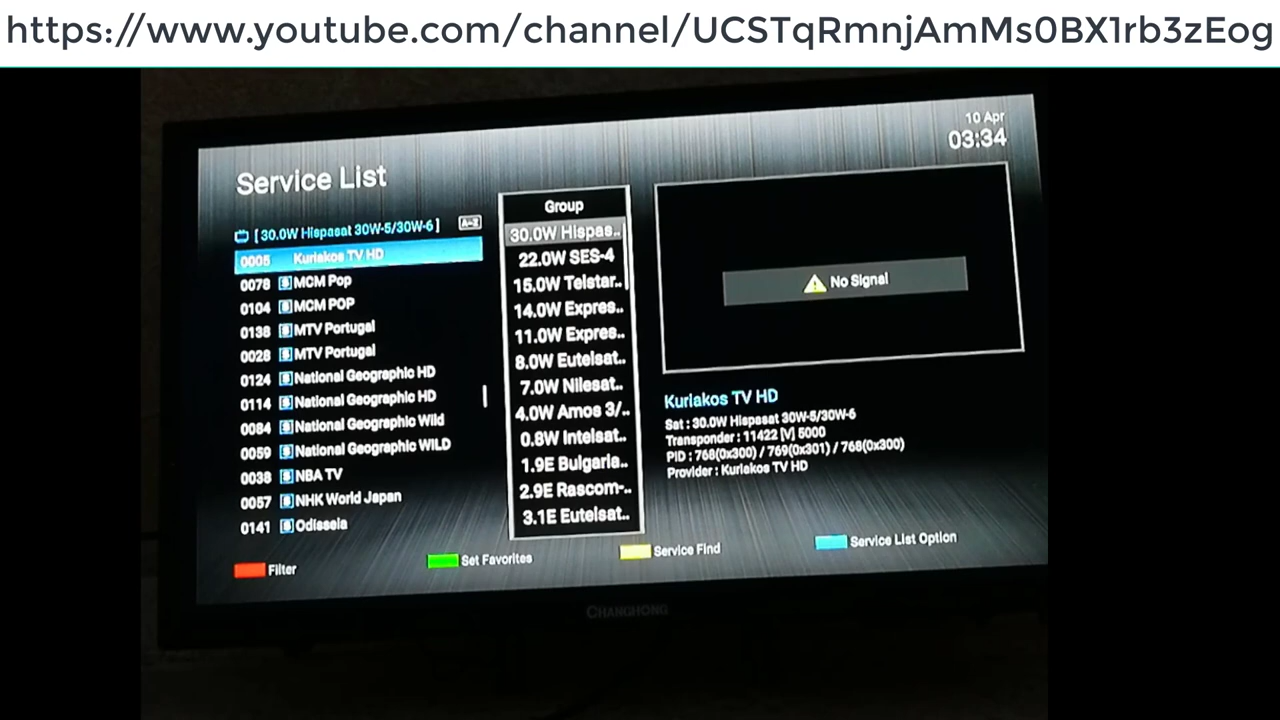 https://www.youtube.com/channel/UCSTqRmnjAmMs0BX1rb3zEog
10 Apr
03:34
Service List
[ 30.0W Hispasat 30W-5/30W-6 ]
A-Z
0005 Kuriakos TV HD
0078 $ MCM Pop
0104 $ MCM POP
0138 $ MTV Portugal
0028 $ MTV Portugal
0124 $ National Geographic HD
0114 $ National Geographic HD
0084 $ National Geographic Wild
0059 $ National Geographic WILD
0038 $ NBA TV
0057 $ NHK World Japan
0141 $ Odisseia
Group
30.0W Hispas..
22.0W SES-4
15.0W Telstar..
14.0W Expres..
11.0W Expres..
8.0W Eutelsat..
7.0W Nilesat..
4.0W Amos 3/..
0.8W Intelsat..
1.9E Bulgaria..
2.9E Rascom-..
3.1E Eutelsat..
No Signal
Kuriakos TV HD
Sat : 30.0W Hispasat 30W-5/30W-6
Transponder : 11422 [V] 5000
PID : 768(0x300) / 769(0x301) / 768(0x300)
Provider : Kuriakos TV HD
Filter
Set Favorites
Service Find
Service List Option
CHANGHONG